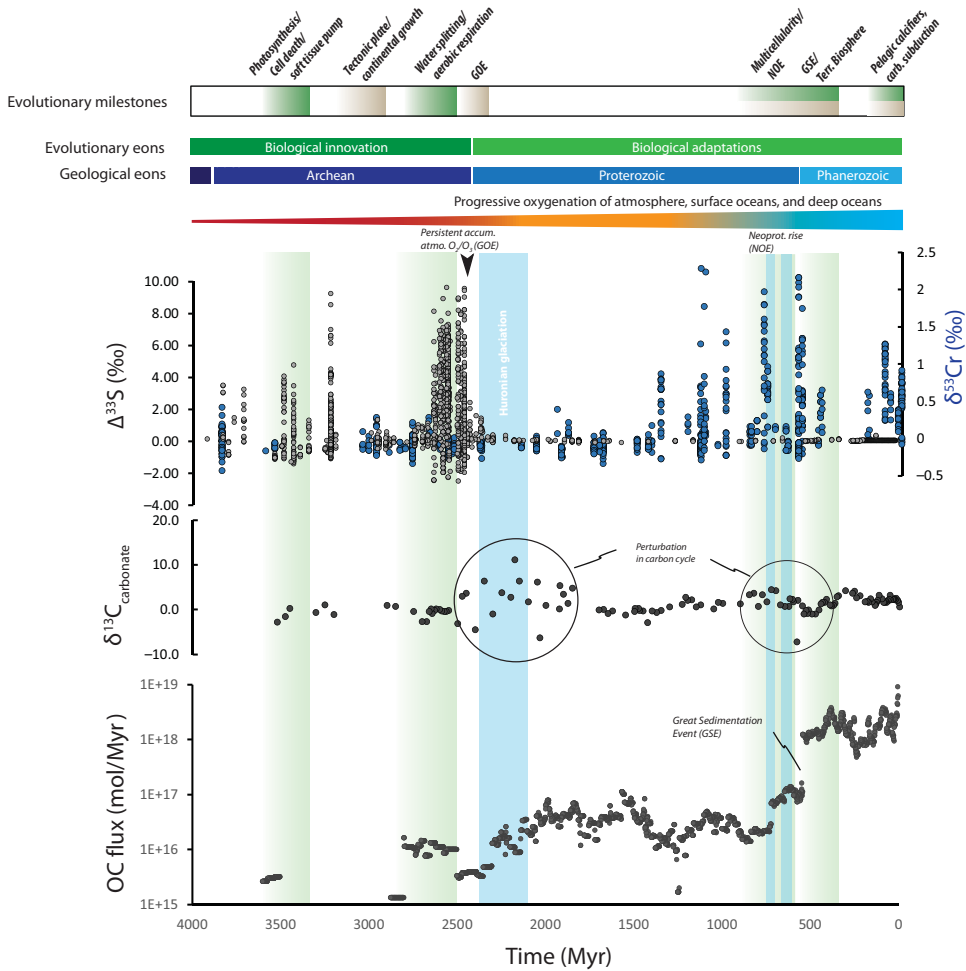 Photosynthesis/
Cell death/
soft tissue pump
Tectonic plate/
continental growth
Water splitting/
aerobic respiration
GOE
Multicellularity/
NOE
GSE/
Terr. Biosphere
Pelagic calcifiers,
carb. subduction
Evolutionary milestones
Evolutionary eons
Biological innovation
Biological adaptations
Geological eons
Archean
Proterozoic
Phanerozoic
Progressive oxygenation of atmosphere, surface oceans, and deep oceans
Persistent accum.
atmo. O₂/O₃ (GOE)
Neoprot. rise
(NOE)
Δ³³S (‰)
10.00
8.00
6.00
4.00
2.00
0.00
−2.00
−4.00
Huronian glaciation
2.5
2
1.5
1
0.5
0
−0.5
δ⁵³Cr (‰)
δ¹³C carbonate
20.0
10.0
0.0
−10.0
Perturbation
in carbon cycle
OC flux (mol/Myr)
1E+19
1E+18
1E+17
1E+16
1E+15
Great Sedimentation
Event (GSE)
4000 3500 3000 2500 2000 1500 1000 500 0
Time (Myr)